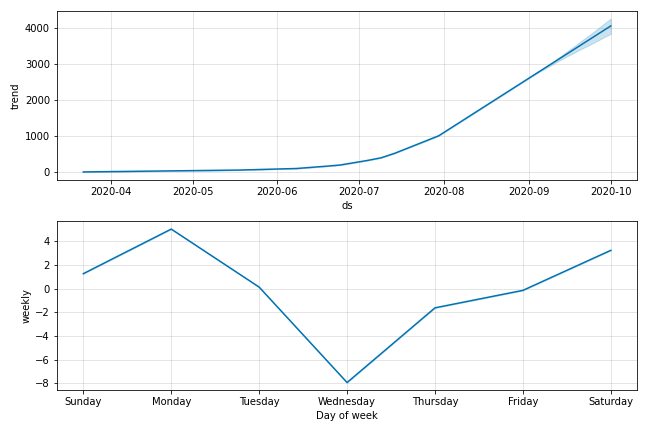 4000
3000
2000
1000
0
trend
2020-04 2020-05 2020-06 2020-07 2020-08 2020-09 2020-10
ds
4
2
0
−2
−4
−6
−8
weekly
Sunday Monday Tuesday Wednesday Thursday Friday Saturday
Day of week